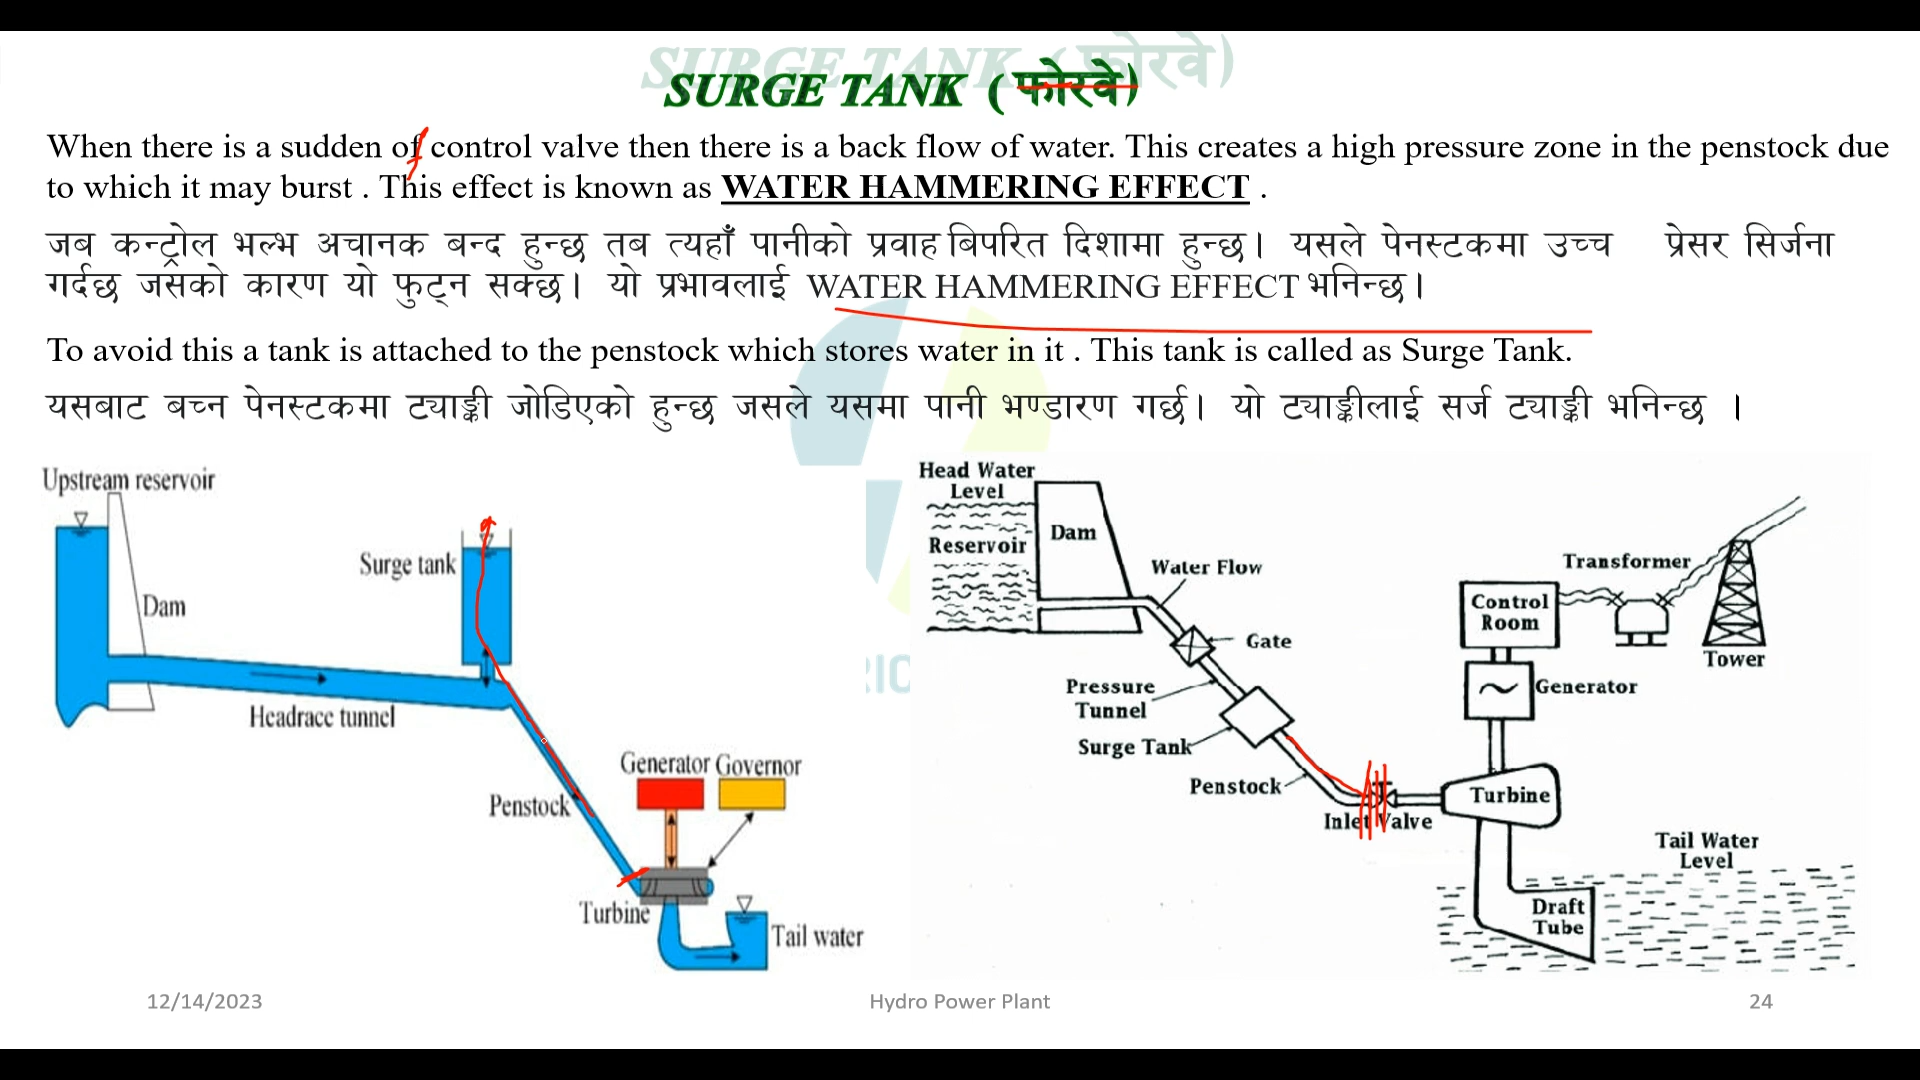 SURGE TANK ( फोरवे)
SURGE TANK ( फोरवे)
When there is a sudden of control valve then there is a back flow of water. This creates a high pressure zone in the penstock due
to which it may burst . This effect is known as WATER HAMMERING EFFECT .
जब कन्ट्रोल भल्भ अचानक बन्द हुन्छ तब त्यहाँ पानीको प्रवाह बिपरित दिशामा हुन्छ। यसले पेनस्टकमा उच्च प्रेसर सिर्जना
गर्दछ जसको कारण यो फुट्न सक्छ। यो प्रभावलाई WATER HAMMERING EFFECT भनिन्छ।
To avoid this a tank is attached to the penstock which stores water in it . This tank is called as Surge Tank.
यसबाट बच्न पेनस्टकमा ट्याङ्की जोडिएको हुन्छ जसले यसमा पानी भण्डारण गर्छ। यो ट्याङ्कीलाई सर्ज ट्याङ्की भनिन्छ ।
Upstream reservoir
Surge tank
Dam
Headrace tunnel
Generator Governor
Penstock
Turbine
Tail water
Head Water
Level
Reservoir
Dam
Water Flow
Gate
Pressure
Tunnel
Surge Tank
Penstock
Inlet Valve
Transformer
Control
Room
Tower
Generator
Turbine
Tail Water
Level
Draft
Tube
12/14/2023
Hydro Power Plant
24